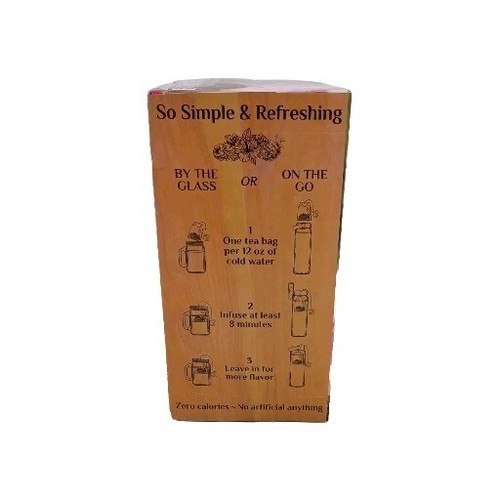 So Simple & Refreshing
BY THE
GLASS
OR
ON THE
GO
1
One tea bag
per 12 oz of
cold water
2
Infuse at least
8 minutes
3
Leave in for
more flavor
Zero calories ~ No artificial anything